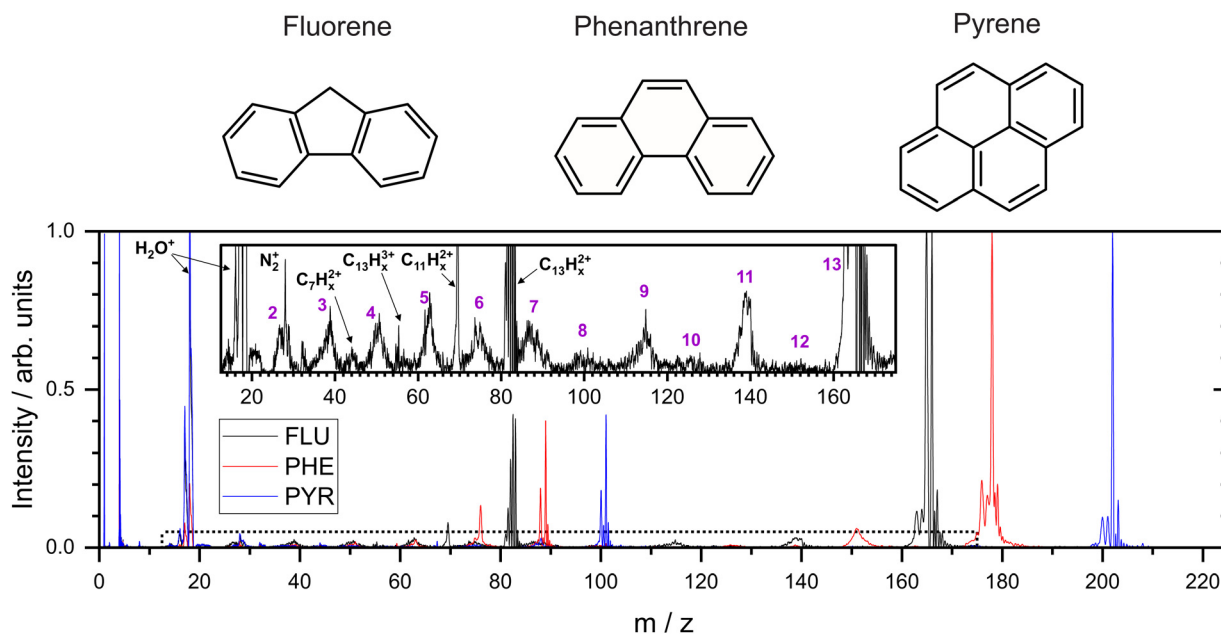 Fluorene Phenanthrene Pyrene
1.0
0.5
0.0
Intensity / arb. units
H₂O⁺
N₂⁺
C₇Hₓ²⁺
C₁₃Hₓ³⁺
C₁₁Hₓ²⁺
C₁₃Hₓ²⁺
2 3 4 5 6 7 8 9 10 11 12 13
20 40 60 80 100 120 140 160
FLU
PHE
PYR
0 20 40 60 80 100 120 140 160 180 200 220
m / z